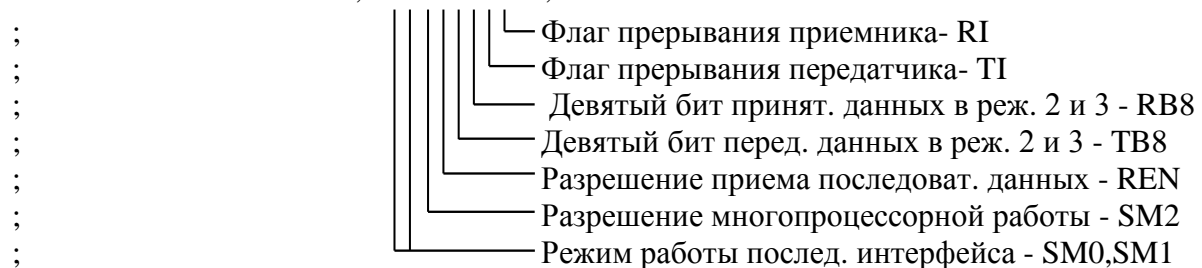 ; Флаг прерывания приемника- RI
; Флаг прерывания передатчика- TI
; Девятый бит принят. данных в реж. 2 и 3 - RB8
; Девятый бит перед. данных в реж. 2 и 3 - TB8
; Разрешение приема последоват. данных - REN
; Разрешение многопроцессорной работы - SM2
; Режим работы послед. интерфейса - SM0,SM1